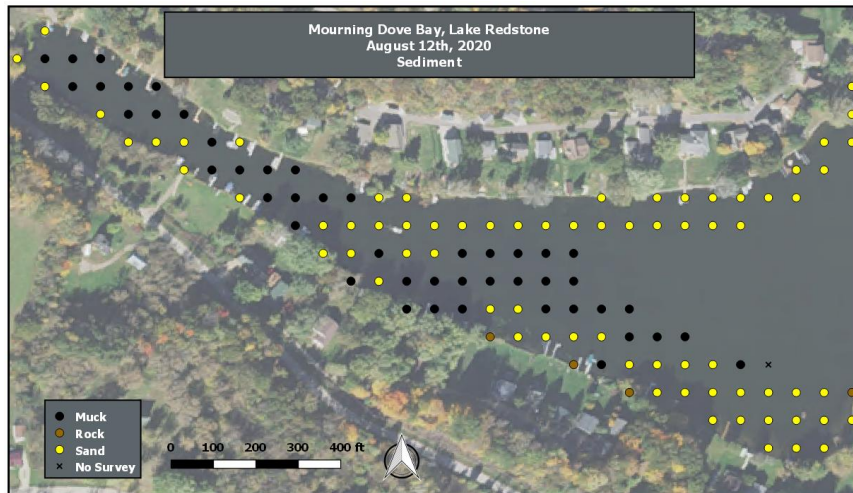 Mourning Dove Bay, Lake Redstone
August 12th, 2020
Sediment
Muck
Rock
Sand
No Survey
0 100 200 300 400 ft